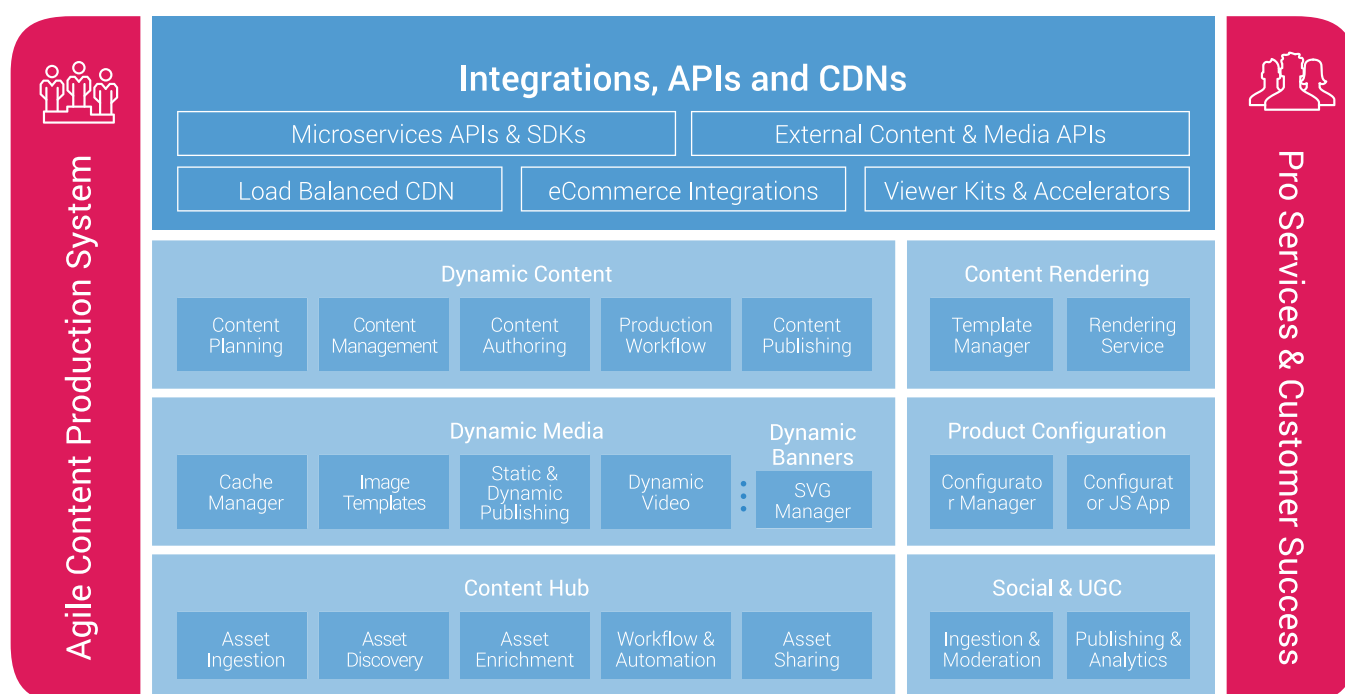 Agile Content Production System
Integrations, APIs and CDNs
Microservices APIs & SDKs
External Content & Media APIs
Load Balanced CDN
eCommerce Integrations
Viewer Kits & Accelerators
Dynamic Content
Content
Planning
Content
Management
Content
Authoring
Production
Workflow
Content
Publishing
Content Rendering
Template
Manager
Rendering
Service
Dynamic Media
Cache
Manager
Image
Templates
Static &
Dynamic
Publishing
Dynamic
Video
Dynamic
Banners
SVG
Manager
Product Configuration
Configurato
r Manager
Configurat
or JS App
Content Hub
Asset
Ingestion
Asset
Discovery
Asset
Enrichment
Workflow &
Automation
Asset
Sharing
Social & UGC
Ingestion &
Moderation
Publishing &
Analytics
Pro Services & Customer Success